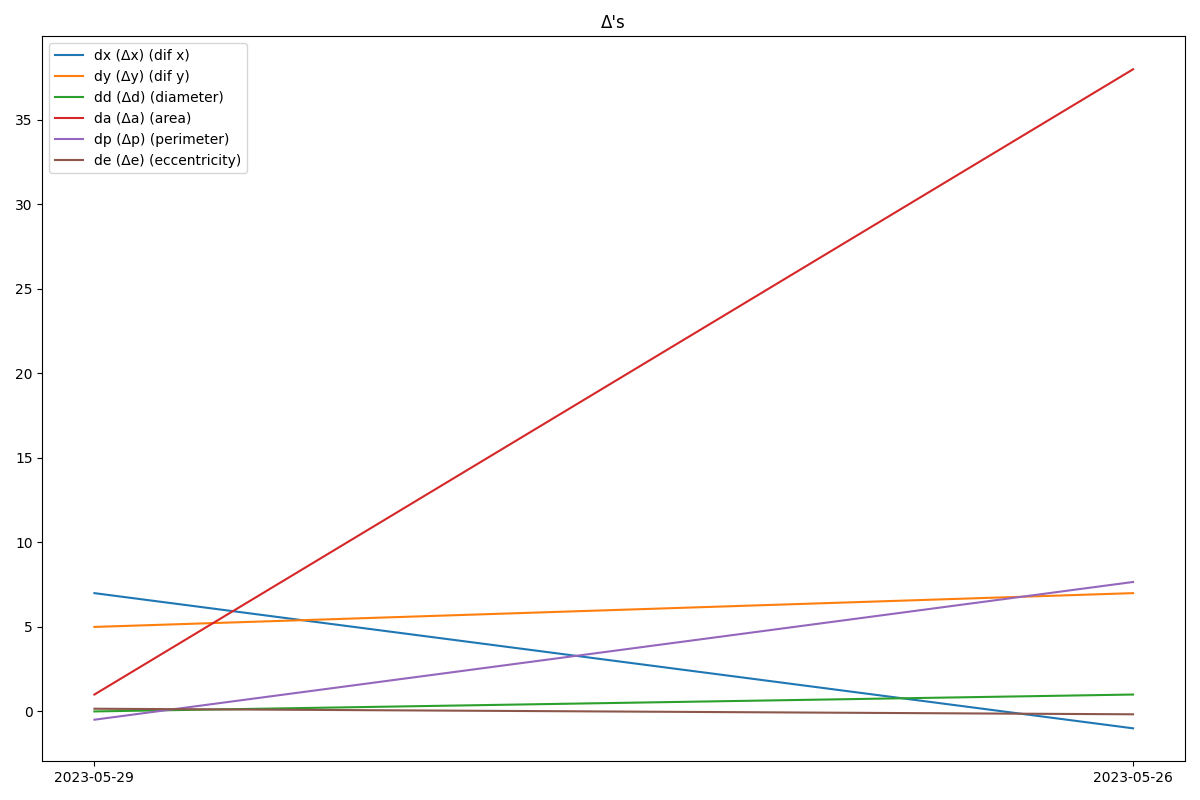 Δ's
dx (Δx) (dif x)
dy (Δy) (dif y)
dd (Δd) (diameter)
da (Δa) (area)
dp (Δp) (perimeter)
de (Δe) (eccentricity)
35
30
25
20
15
10
5
0
2023-05-29
2023-05-26